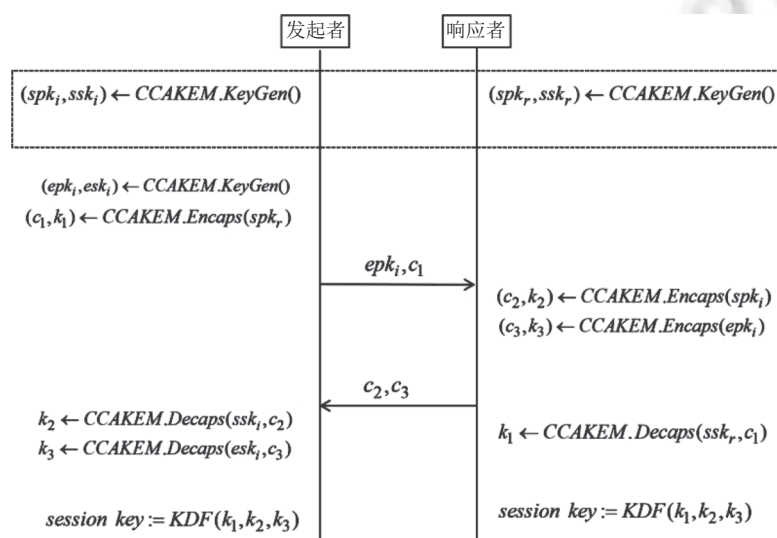 发起者 响应者
(spk_i,ssk_i)←CCAKEM.KeyGen() (spk_r,ssk_r)←CCAKEM.KeyGen()
(epk_i,esk_i)←CCAKEM.KeyGen()
(c_1,k_1)←CCAKEM.Encaps(spk_r)
epk_i,c_1
(c_2,k_2)←CCAKEM.Encaps(spk_i)
(c_3,k_3)←CCAKEM.Encaps(epk_i)
c_2,c_3
k_2←CCAKEM.Decaps(ssk_i,c_2)
k_3←CCAKEM.Decaps(esk_i,c_3)
k_1←CCAKEM.Decaps(ssk_r,c_1)
session key:=KDF(k_1,k_2,k_3) session key:=KDF(k_1,k_2,k_3)